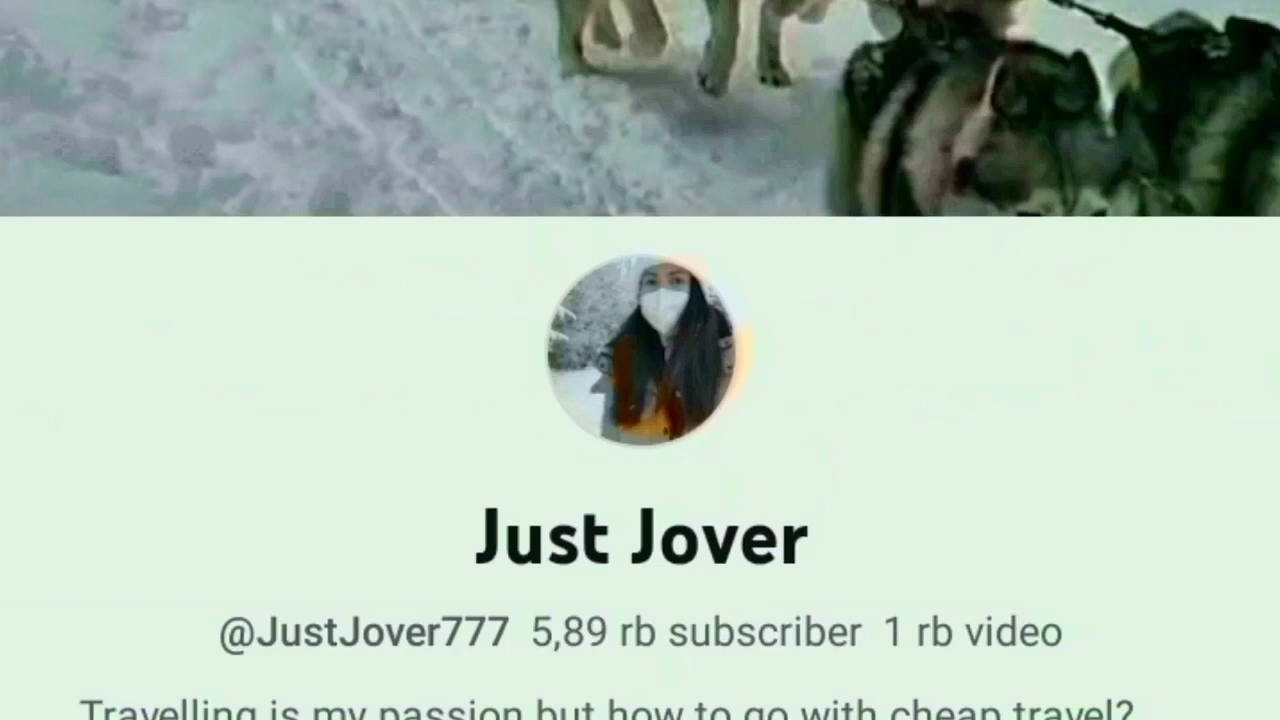 Just Jover
@JustJover777 5,89 rb subscriber 1 rb video
Travelling is my passion but how to go with cheap travel?